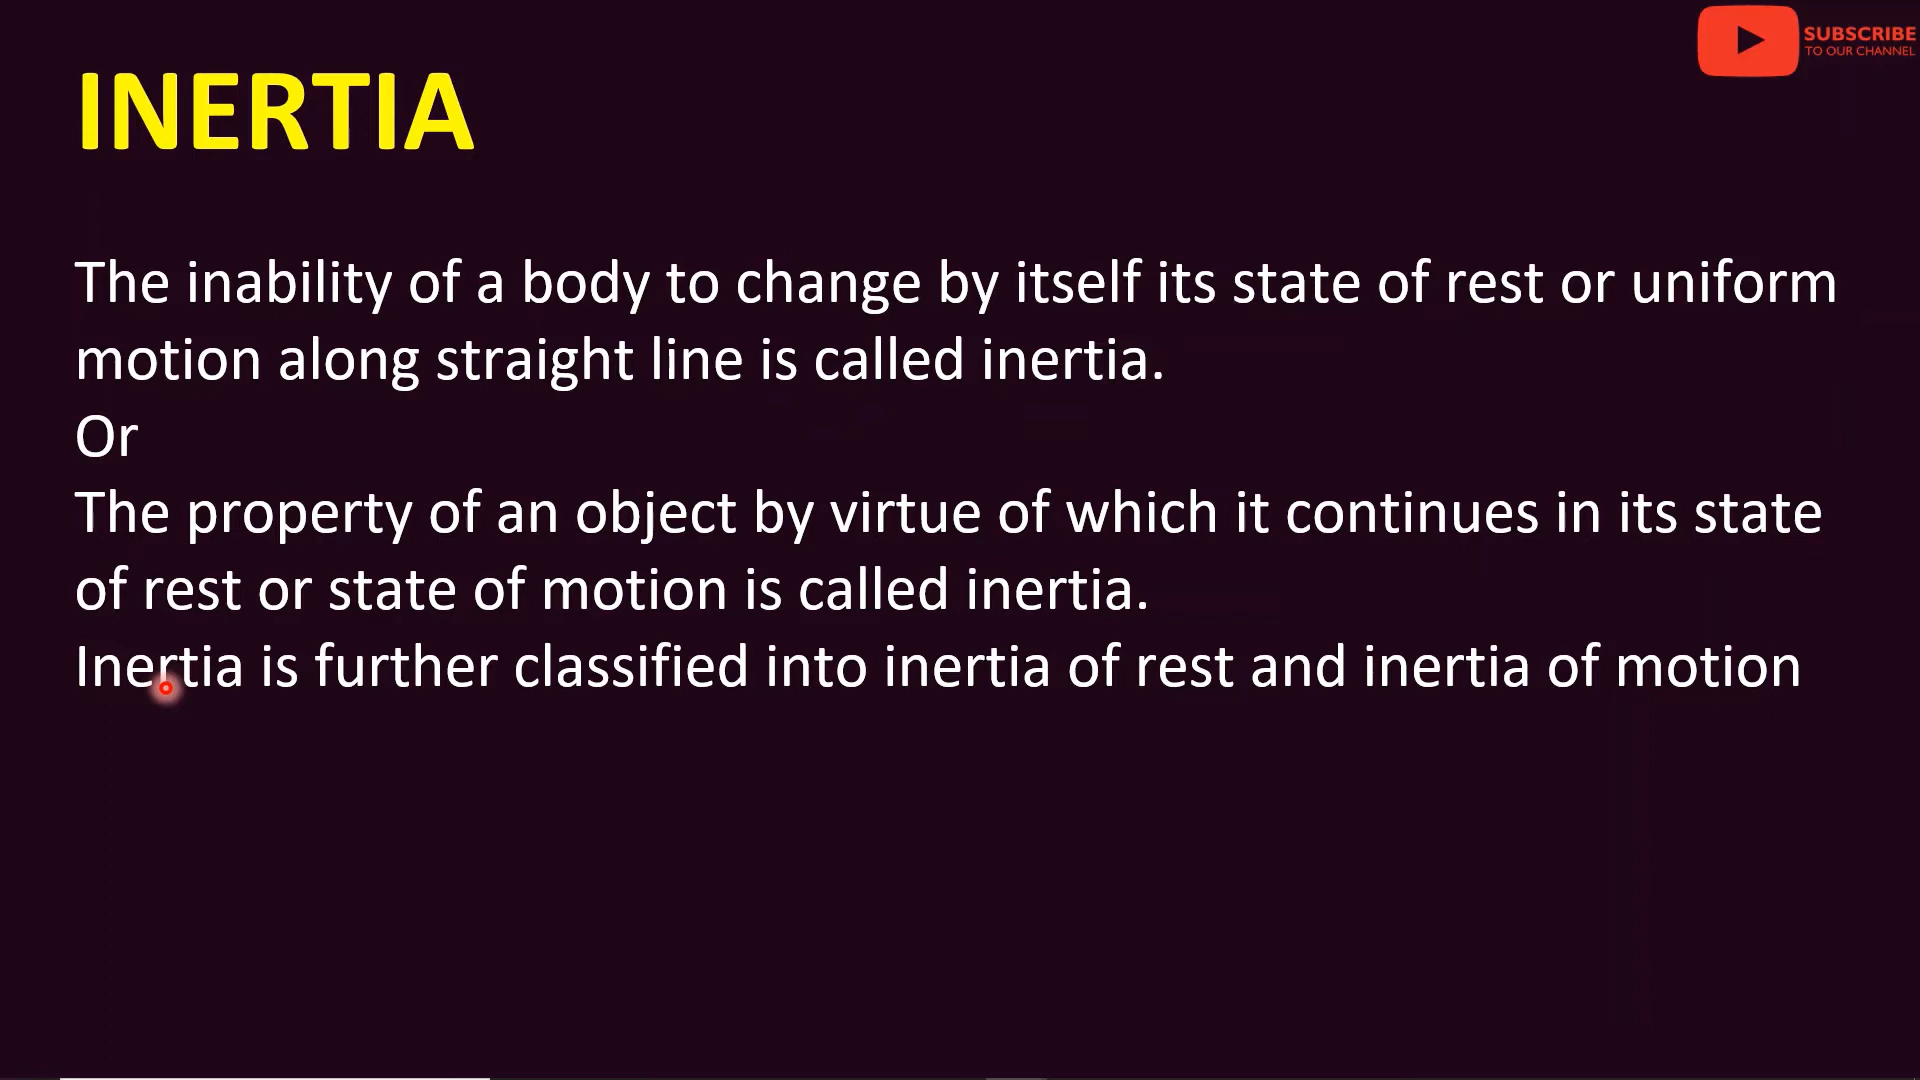 SUBSCRIBE
TO OUR CHANNEL
INERTIA
The inability of a body to change by itself its state of rest or uniform
motion along straight line is called inertia.
Or
The property of an object by virtue of which it continues in its state
of rest or state of motion is called inertia.
Inertia is further classified into inertia of rest and inertia of motion